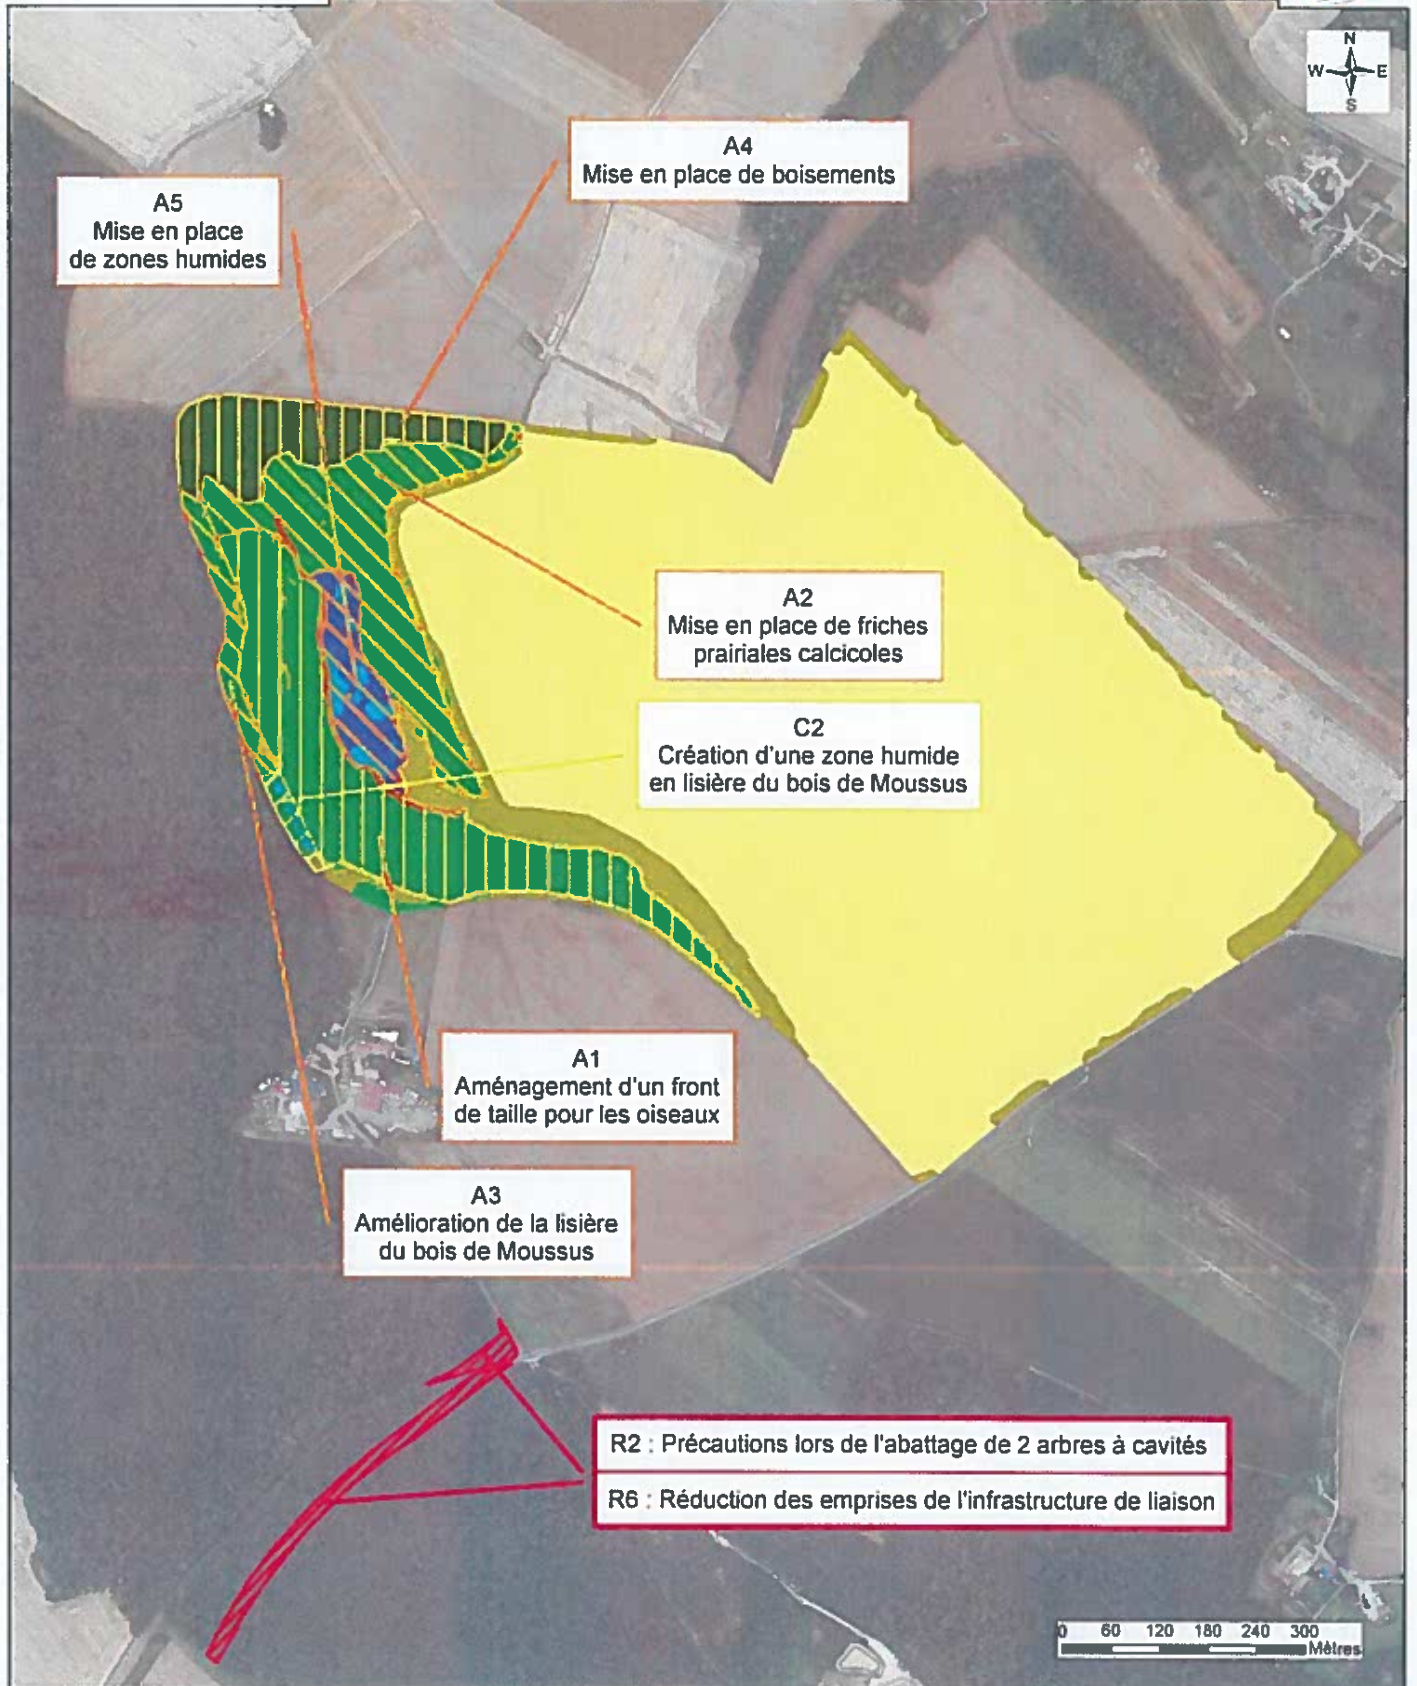 N
W E
S
A4
Mise en place de boisements
A5
Mise en place
de zones humides
A2
Mise en place de friches
prairiales calcicoles
C2
Création d'une zone humide
en lisière du bois de Moussus
A1
Aménagement d'un front
de taille pour les oiseaux
A3
Amélioration de la lisière
du bois de Moussus
R2 : Précautions lors de l'abattage de 2 arbres à cavités
R6 : Réduction des emprises de l'infrastructure de liaison
0 60 120 180 240 300
Mètres